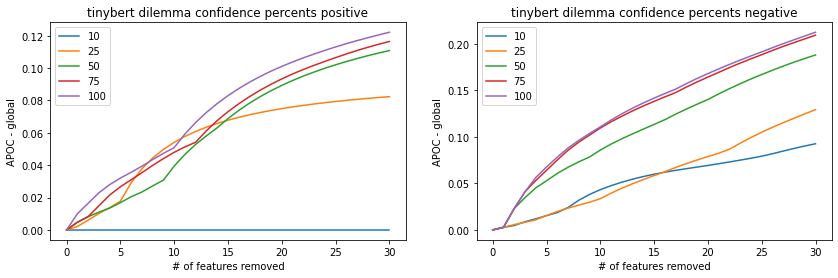 tinybert dilemma confidence percents positive
APOC - global
0.12
0.10
0.08
0.06
0.04
0.02
0.00
10
25
50
75
100
0 5 10 15 20 25 30
# of features removed
tinybert dilemma confidence percents negative
APOC - global
0.20
0.15
0.10
0.05
0.00
10
25
50
75
100
0 5 10 15 20 25 30
# of features removed